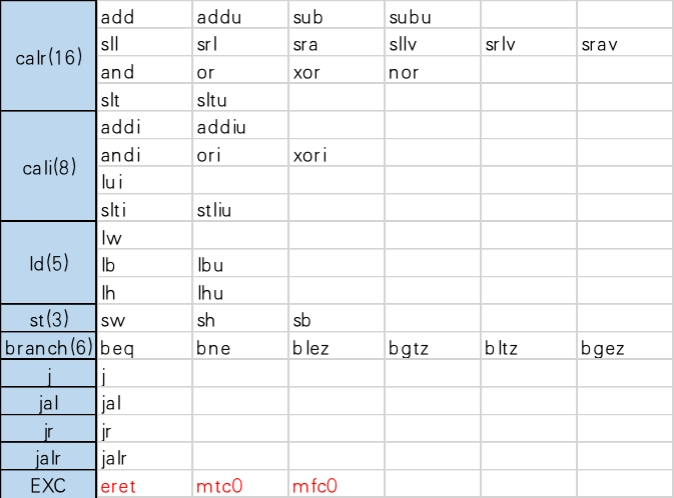 calr(16) add addu sub subu
sll srl sra sllv srlv srav
and or xor nor
slt sltu
cali(8) addi addiu
andi ori xori
lui
slti stliu
ld(5) lw
lb lbu
lh lhu
st(3) sw sh sb
branch(6) beq bne blez bgtz bltz bgez
j j
jal jal
jr jr
jalr jalr
EXC eret mtc0 mfc0